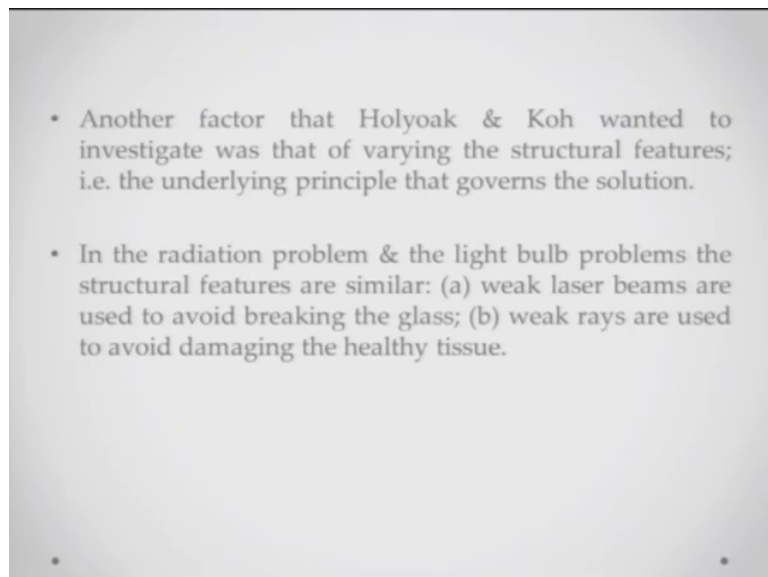 • Another factor that Holyoak & Koh wanted to
investigate was that of varying the structural features;
i.e. the underlying principle that governs the solution.
• In the radiation problem & the light bulb problems the
structural features are similar: (a) weak laser beams are
used to avoid breaking the glass; (b) weak rays are used
to avoid damaging the healthy tissue.